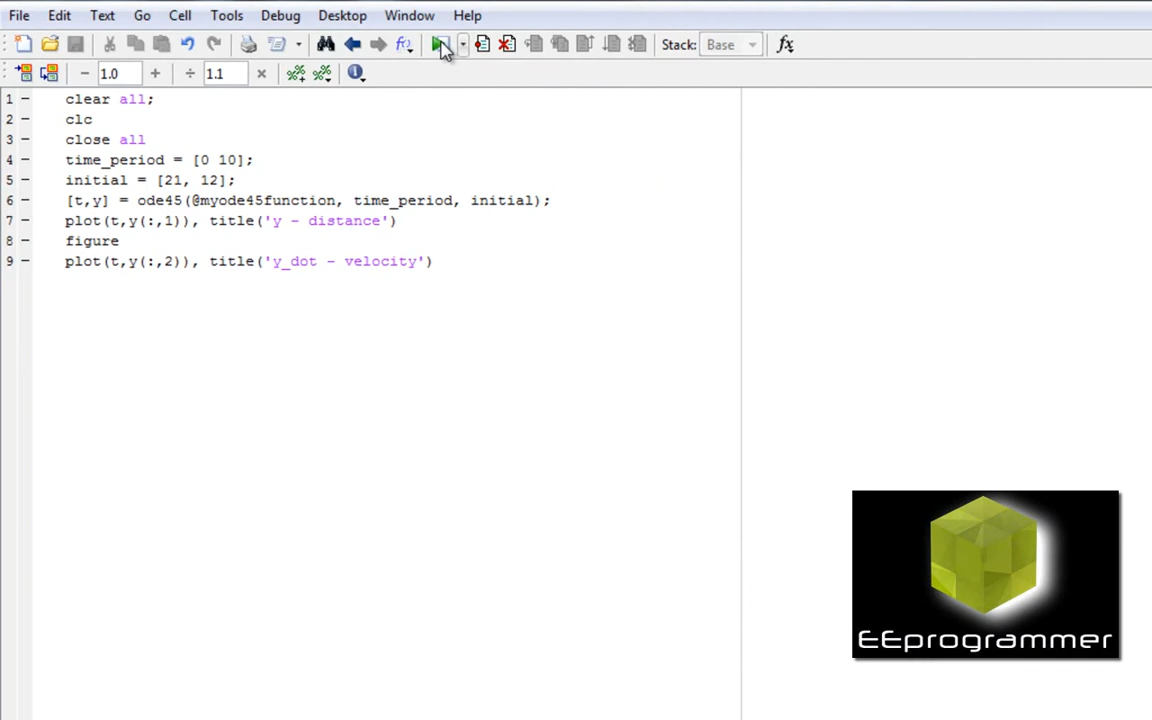 File Edit Text Go Cell Tools Debug Desktop Window Help
Stack: Base fx
1.0 1.1
1 clear all;
2 clc
3 close all
4 time_period = [0 10];
5 initial = [21, 12];
6 [t,y] = ode45(@myode45function, time_period, initial);
7 plot(t,y(:,1)), title('y - distance')
8 figure
9 plot(t,y(:,2)), title('y_dot - velocity')
EEprogrammer